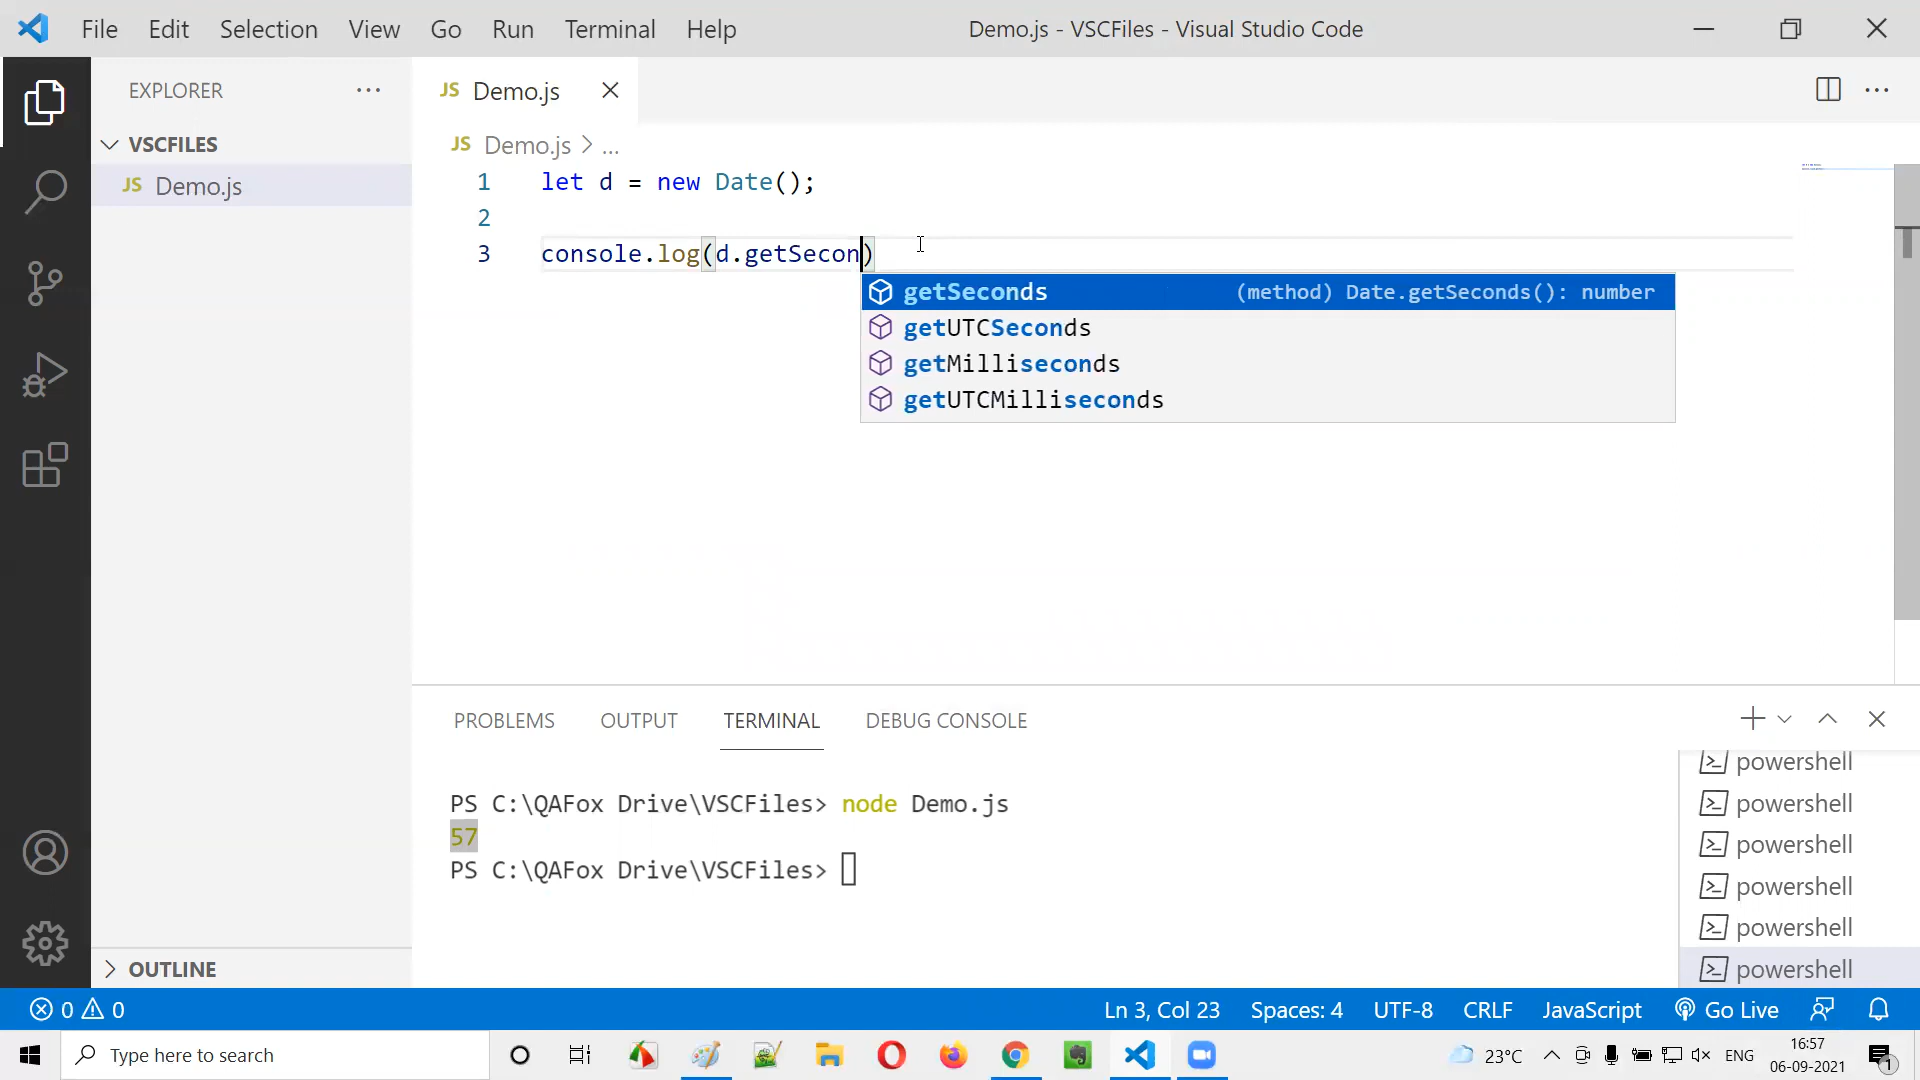 File Edit Selection View Go Run Terminal Help Demo.js - VSCFiles - Visual Studio Code
EXPLORER
VSCFILES
JS Demo.js
OUTLINE
JS Demo.js
JS Demo.js > ...
1 let d = new Date();
2
3 console.log(d.getSecon)
getSeconds (method) Date.getSeconds(): number
getUTCSeconds
getMilliseconds
getUTCMilliseconds
PROBLEMS OUTPUT TERMINAL DEBUG CONSOLE
PS C:\QAFox Drive\VSCFiles> node Demo.js
57
PS C:\QAFox Drive\VSCFiles>
powershell
powershell
powershell
powershell
powershell
powershell
0 0 Ln 3, Col 23 Spaces: 4 UTF-8 CRLF JavaScript Go Live
Type here to search 23°C ENG 16:57
06-09-2021
1